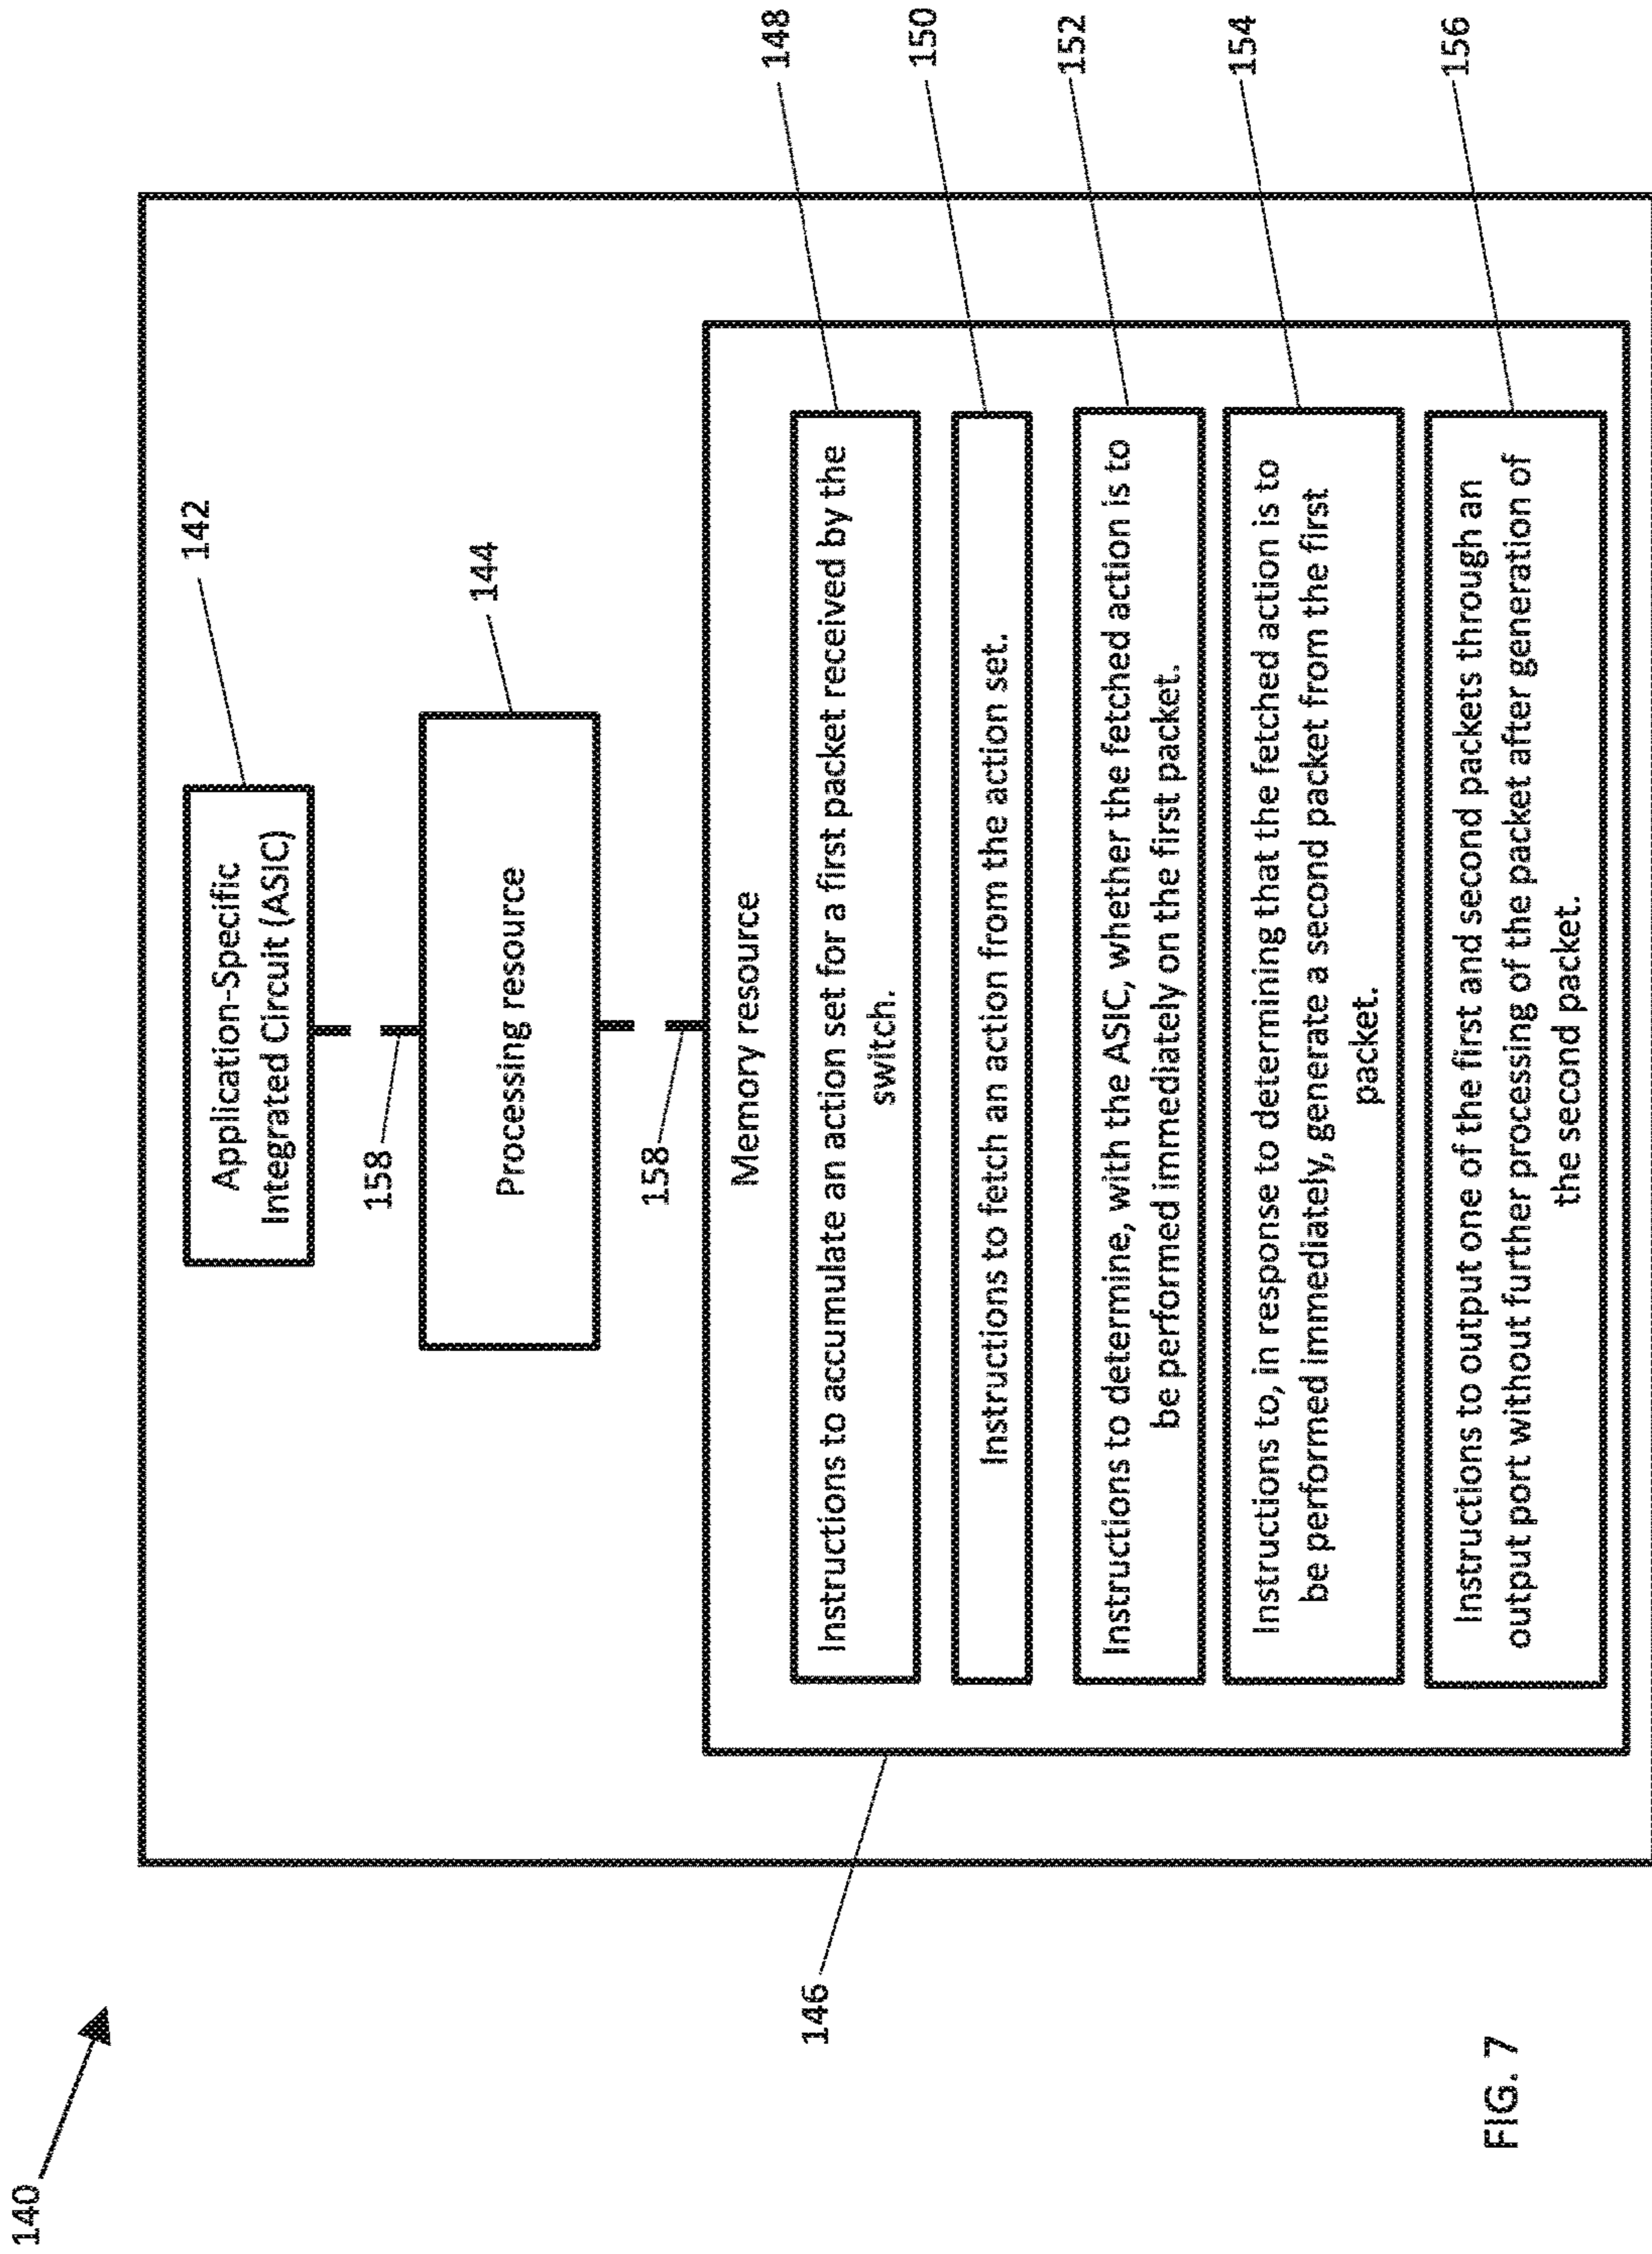 140
142
Application-Specific
Integrated Circuit (ASIC)
158
144
Processing resource
158
Memory resource
148
Instructions to accumulate an action set for a first packet received by the
switch.
150
Instructions to fetch an action from the action set.
152
Instructions to determine, with the ASIC, whether the fetched action is to
be performed immediately on the first packet.
154
Instructions to, in response to determining that the fetched action is to
be performed immediately, generate a second packet from the first
packet.
156
Instructions to output one of the first and second packets through an
output port without further processing of the packet after generation of
the second packet.
146
FIG. 7